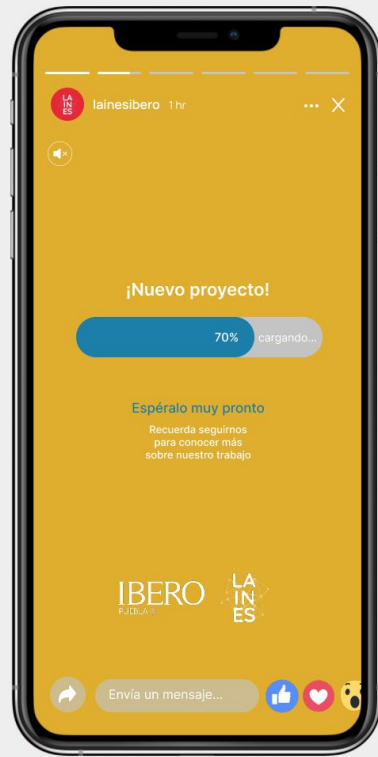 LA
IN
ES
lainesibero 1 hr
¡Nuevo proyecto!
70% cargando...
Espéralo muy pronto
Recuerda seguirnos
para conocer más
sobre nuestro trabajo
IBERO
PUEBLA
LA
IN
ES
Envía un mensaje...